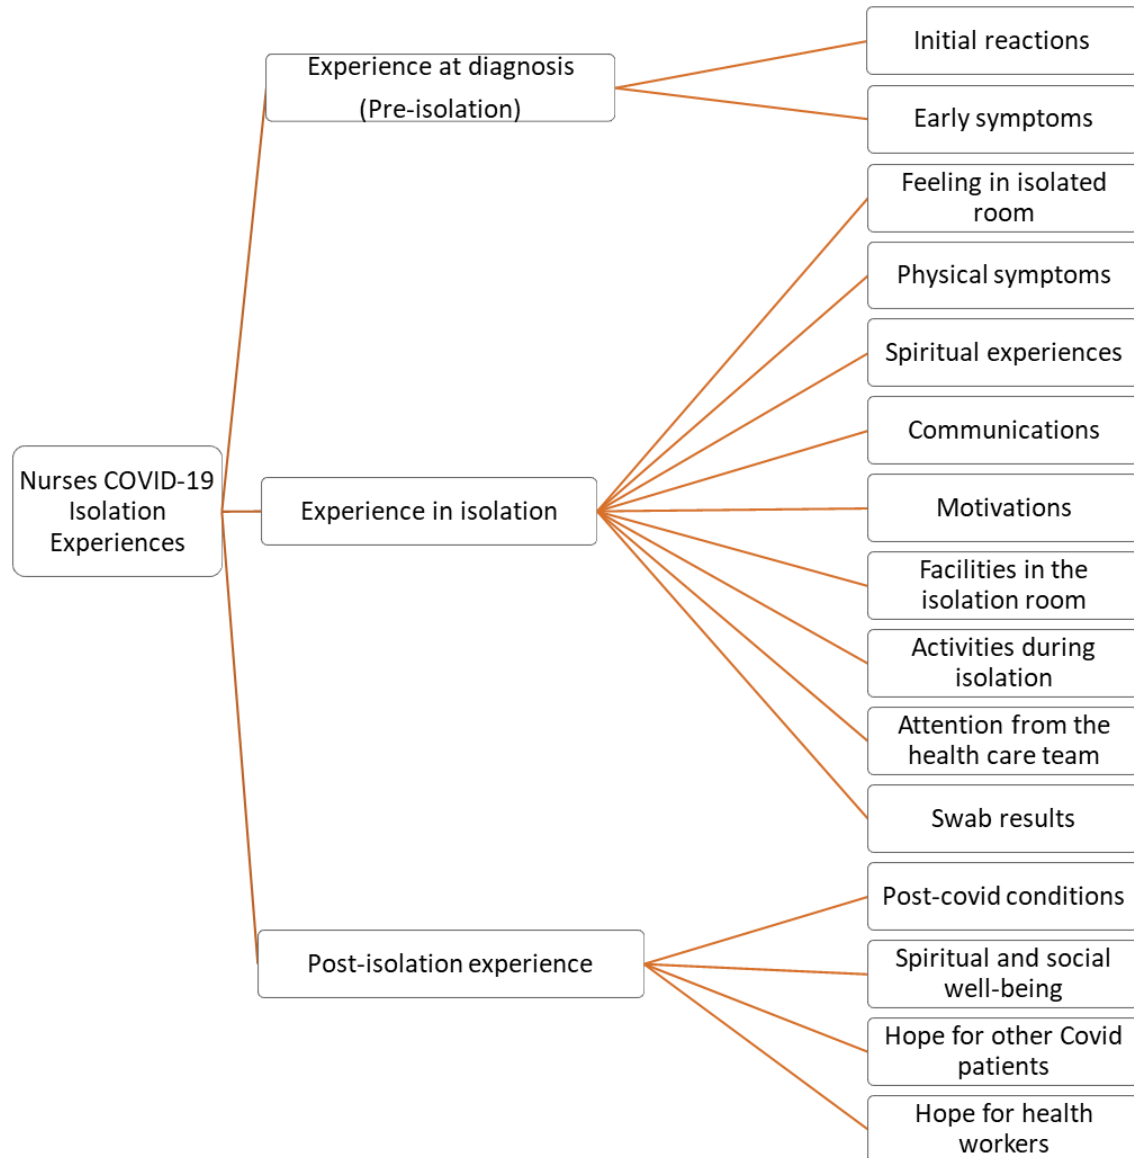 Nurses COVID-19
Isolation
Experiences
Experience at diagnosis
(Pre-isolation)
Initial reactions
Early symptoms
Experience in isolation
Feeling in isolated
room
Physical symptoms
Spiritual experiences
Communications
Motivations
Facilities in the
isolation room
Activities during
isolation
Attention from the
health care team
Swab results
Post-isolation experience
Post-covid conditions
Spiritual and social
well-being
Hope for other Covid
patients
Hope for health
workers